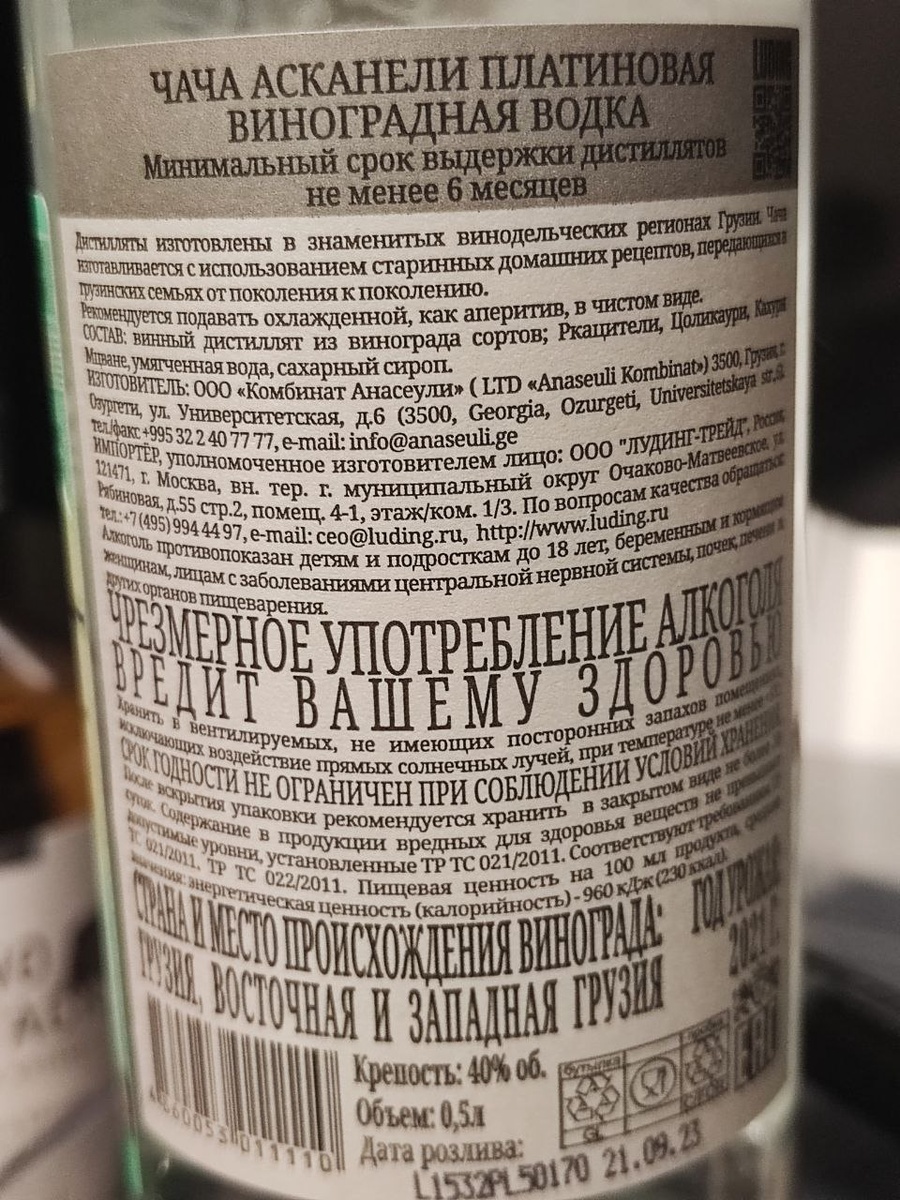 ЧАЧА АСКАНЕЛИ ПЛАТИНОВАЯ
LUDING
ВИНОГРАДНАЯ ВОДКА
Минимальный срок выдержки дистиллятов
не менее 6 месяцев
Дистилляты изготовлены в знаменитых винодельческих регионах Грузии. Чача
изготавливается с использованием старинных домашних рецептов, передающихся в
грузинских семьях от поколения к поколению.
Рекомендуется подавать охлажденной, как аперитив, в чистом виде.
СОСТАВ: винный дистиллят из винограда сортов; Ркацители, Цоликаури, Кахури
Мцване, умягченная вода, сахарный сироп.
ИЗГОТОВИТЕЛЬ: ООО «Комбинат Анасеули» ( LTD «Anaseuli Kombinat») 3500, Грузия, г.
Озургети, ул. Университетская, д.6 (3500, Georgia, Ozurgeti, Universitetskaya str.,6).
тел./факс +995 32 2 40 77 77, e-mail: info@anaseuli.ge
ИМПОРТЁР, уполномоченное изготовителем лицо: ООО "ЛУДИНГ-ТРЕЙД", Россия,
121471, г. Москва, вн. тер. г. муниципальный округ Очаково-Матвеевское, ул.
Рябиновая, д.55 стр.2, помещ. 4-1, этаж/ком. 1/3. По вопросам качества обращаться:
тел.: +7 (495) 994 44 97, e-mail: ceo@luding.ru, http://www.luding.ru
Алкоголь противопоказан детям и подросткам до 18 лет, беременным и кормящим
женщинам, лицам с заболеваниями центральной нервной системы, почек, печени и
других органов пищеварения.
ЧРЕЗМЕРНОЕ УПОТРЕБЛЕНИЕ АЛКОГОЛЯ
ВРЕДИТ ВАШЕМУ ЗДОРОВЬЮ
Хранить в вентилируемых, не имеющих посторонних запахов помещениях,
исключающих воздействие прямых солнечных лучей, при температуре не менее
СРОК ГОДНОСТИ НЕ ОГРАНИЧЕН ПРИ СОБЛЮДЕНИИ УСЛОВИЙ ХРАНЕНИЯ
После вскрытия упаковки рекомендуется хранить в закрытом виде не более
суток. Содержание в продукции вредных для здоровья веществ не превышает
допустимые уровни, установленные ТР ТС 021/2011. Соответствуют требованиям
ТС 021/2011. ТР ТС 022/2011. Пищевая ценность на 100 мл продукта, средние
значения: энергетическая ценность (калорийность) - 960 кДж (230 ккал).
СТРАНА И МЕСТО ПРОИСХОЖДЕНИЯ ВИНОГРАДА: ГОД УРОЖАЯ:
ГРУЗИЯ, ВОСТОЧНАЯ И ЗАПАДНАЯ ГРУЗИЯ 2021 Г.
Крепость: 40% об.
Объем: 0,5л
Дата розлива:
бутылка
пробка
GL
C/FE90
EAC
L1532PL50170 21.09.23